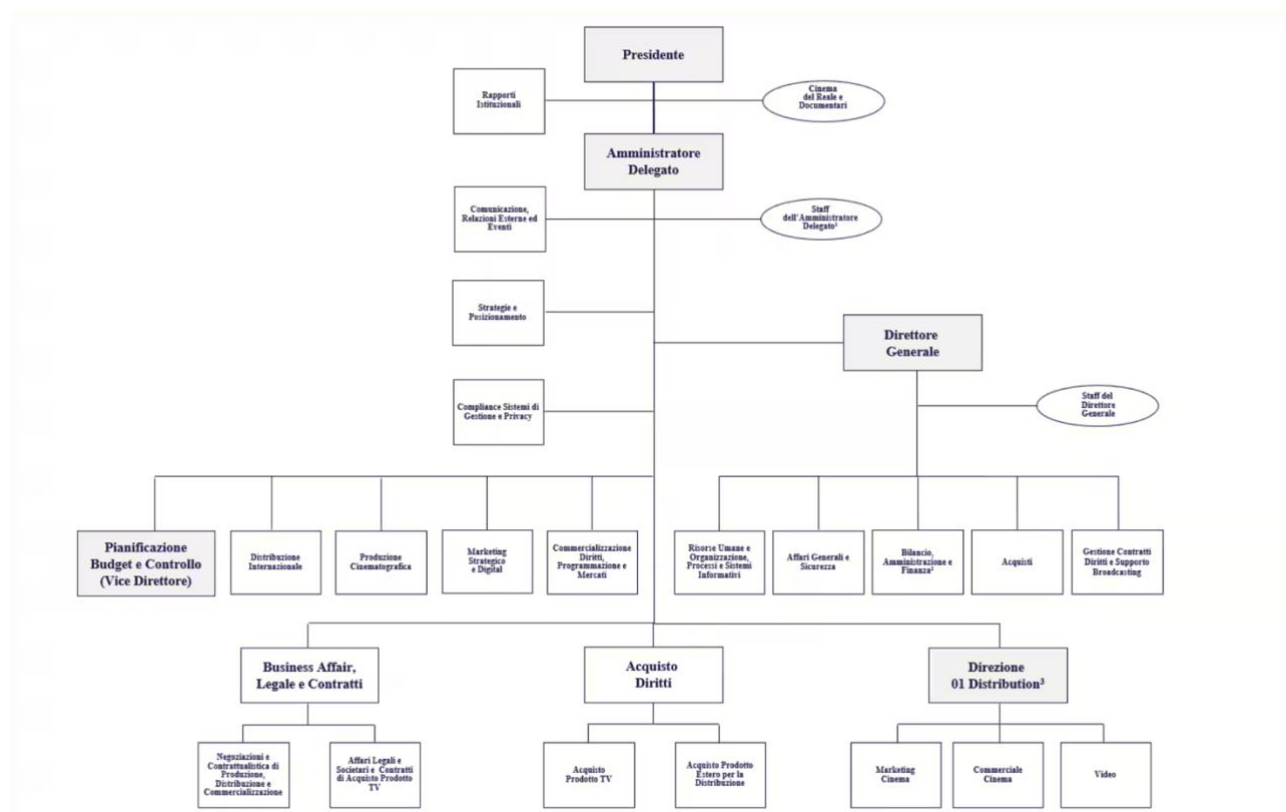 Presidente
Rapporti
Istituzionali
Cinema
del Reale e
Documentari
Amministratore
Delegato
Comunicazione,
Relazioni Esterne ed
Eventi
Staff
dell'Amministratore
Delegato¹
Strategie e
Posizionamento
Direttore
Generale
Compliance Sistemi di
Gestione e Privacy
Staff del
Direttore
Generale
Pianificazione
Budget e Controllo
(Vice Direttore)
Distribuzione
Internazionale
Produzione
Cinematografica
Marketing
Strategico
e Digital
Commercializzazione
Diritti,
Programmazione e
Mercati
Risorse Umane e
Organizzazione,
Processi e Sistemi
Informativi
Affari Generali e
Sicurezza
Bilancio,
Amministrazione e
Finanza²
Acquisti
Gestione Contratti
Diritti e Supporto
Broadcasting
Business Affair,
Legale e Contratti
Acquisto
Diritti
Direzione
01 Distribution³
Negoziazioni e
Contrattualistica di
Produzione,
Distribuzione e
Commercializzazione
Affari Legali e
Societari e Contratti
di Acquisto Prodotto
TV
Acquisto
Prodotto TV
Acquisto Prodotto
Estero per la
Distribuzione
Marketing
Cinema
Commerciale
Cinema
Video